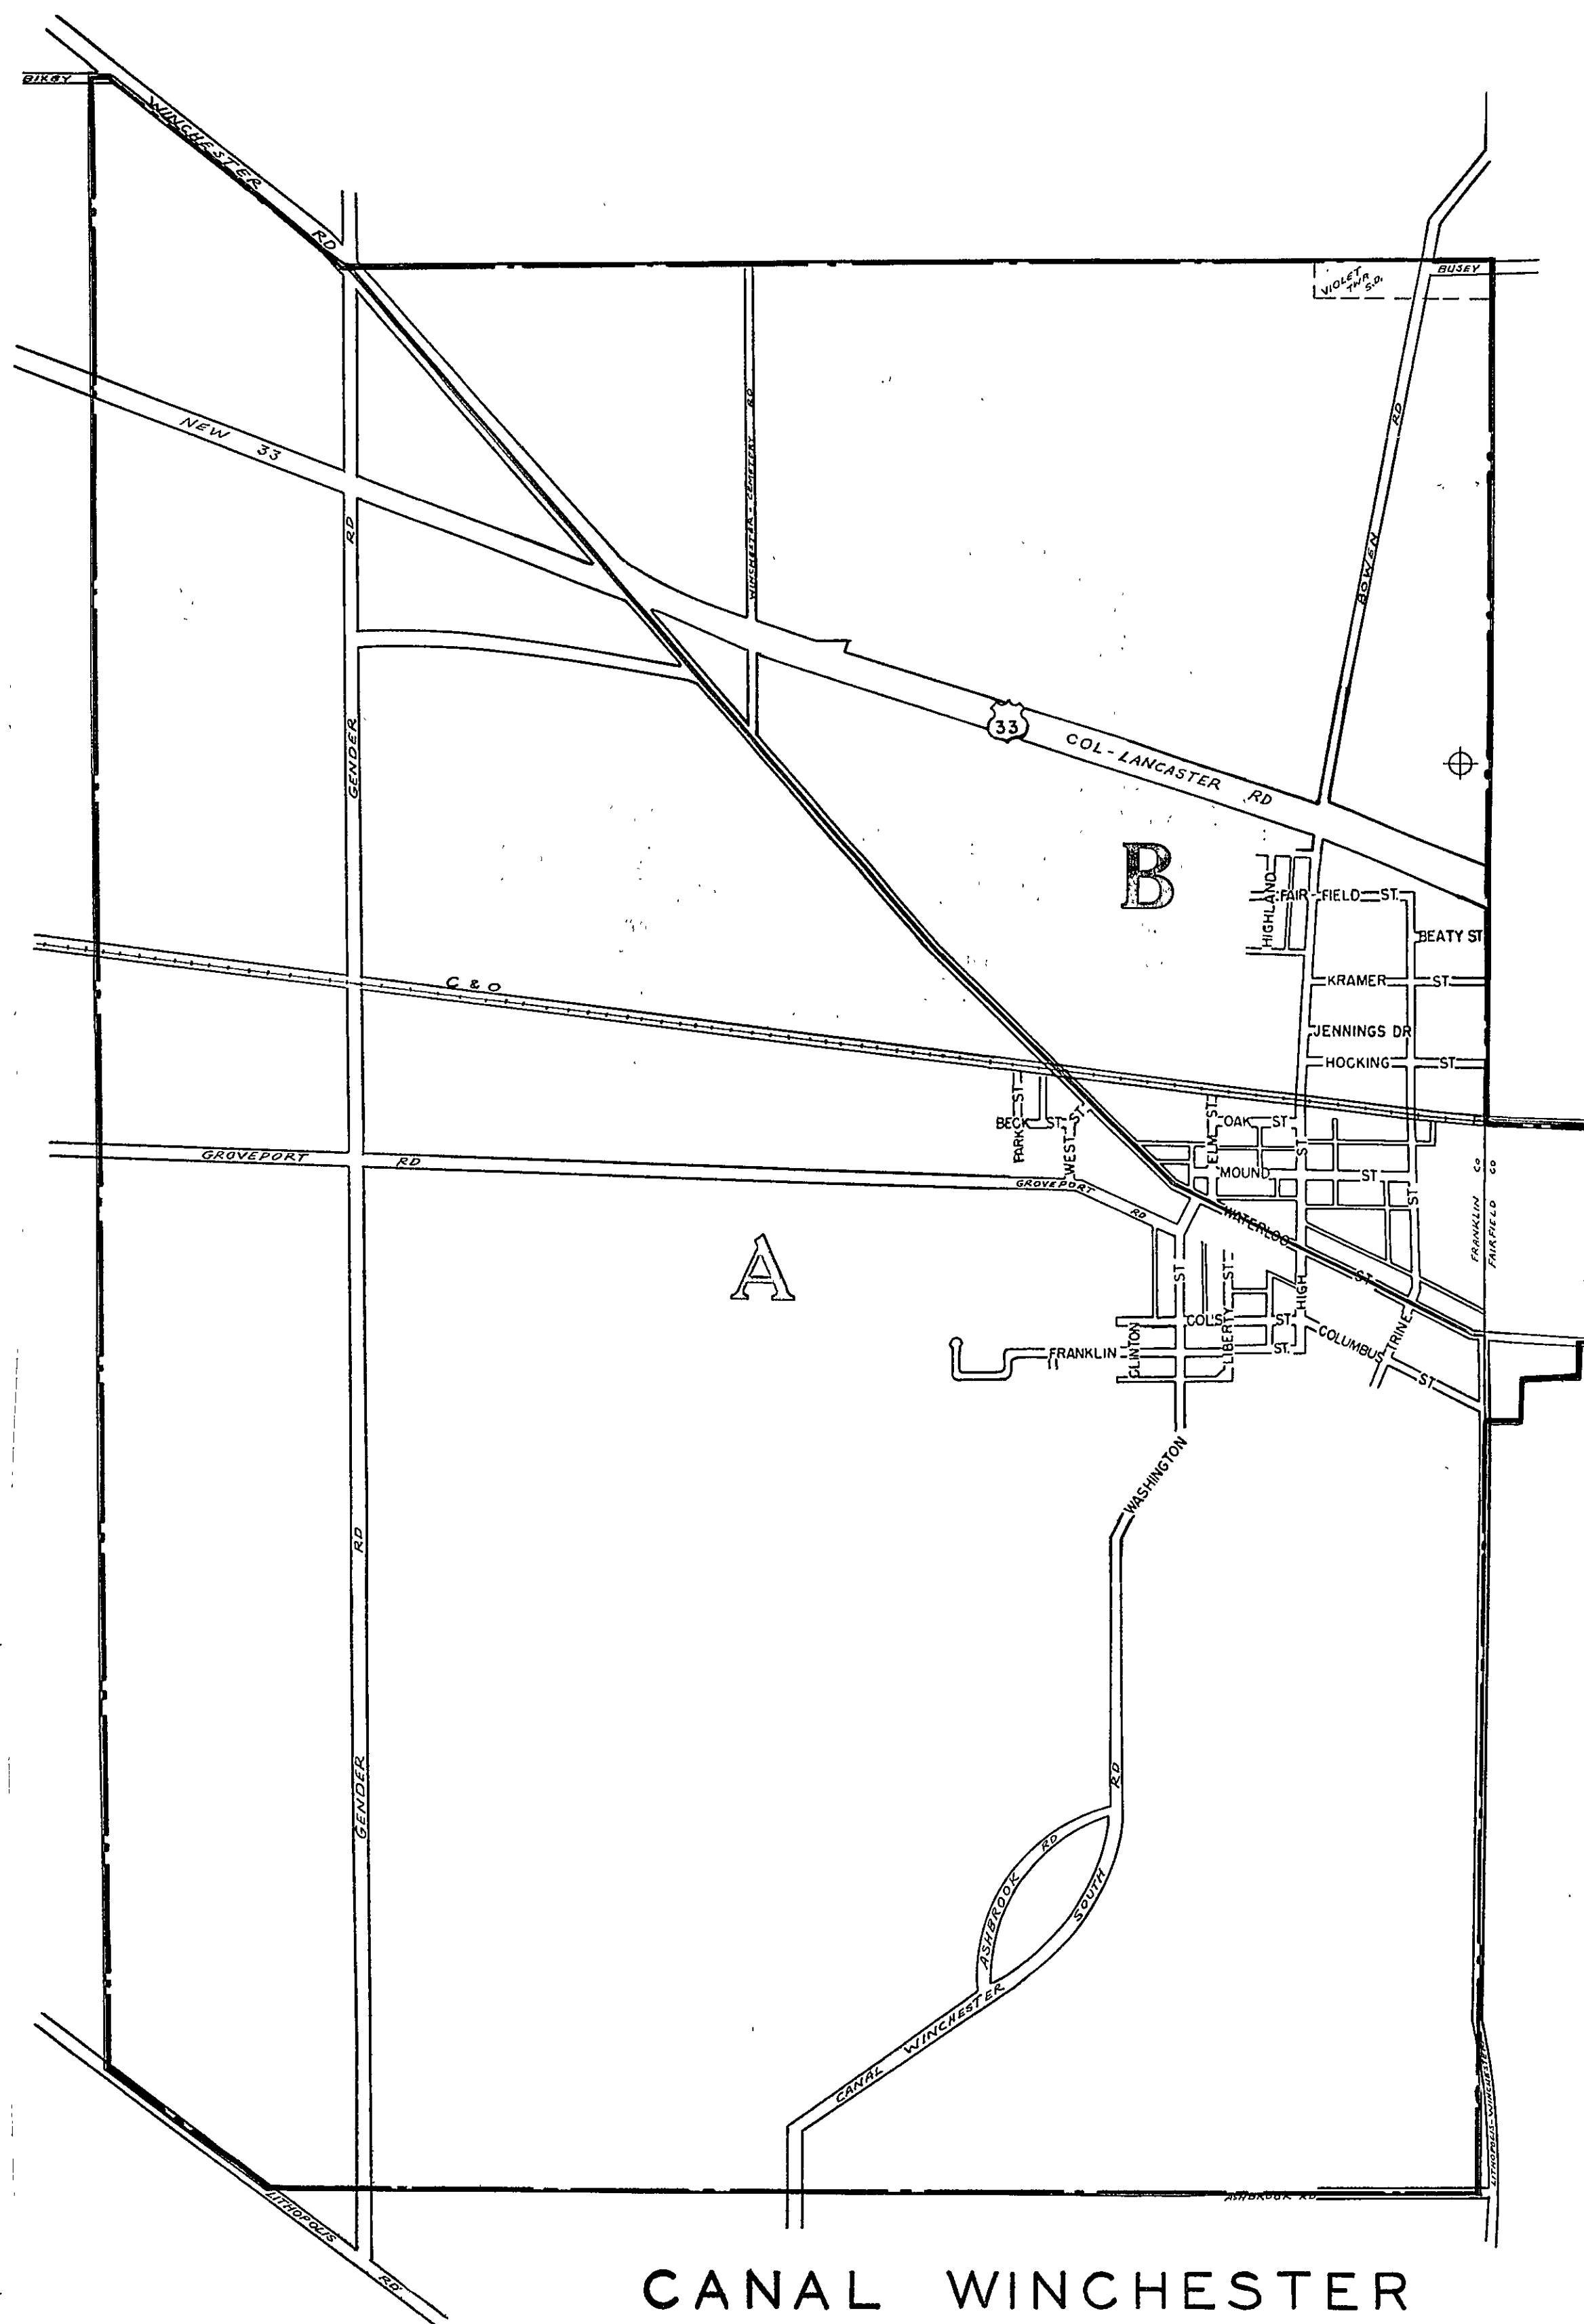 BIXBY
WINCHESTER RD
BUSEY
VIOLET
TWP.
S.D.
WINCHESTER - CEMETERY RD
BOWEN RD
NEW 33
RD
GENDER
33
COL - LANCASTER RD
B
HIGHLAND
FAIR - FIELD ST.
BEATY ST
KRAMER ST
JENNINGS DR
HOCKING ST
C & O
PARK ST
BECK ST
WEST ST
ELM ST
OAK ST
ST
MOUND ST
ST
GROVEPORT RD
GROVEPORT RD
FRANKLIN CO
FAIRFIELD CO
WATERLOO ST
A
ST
ST
HIGH
COL'S ST
CLINTON
LIBERTY
FRANKLIN ST.
COLUMBUS ST
TRINE
WASHINGTON
RD
GENDER
RD
ASHBROOK RD
SOUTH
CANAL WINCHESTER
LITHOPOLIS - WINCHESTER
ASHBROOK RD
LITHOPOLIS RD
CANAL WINCHESTER